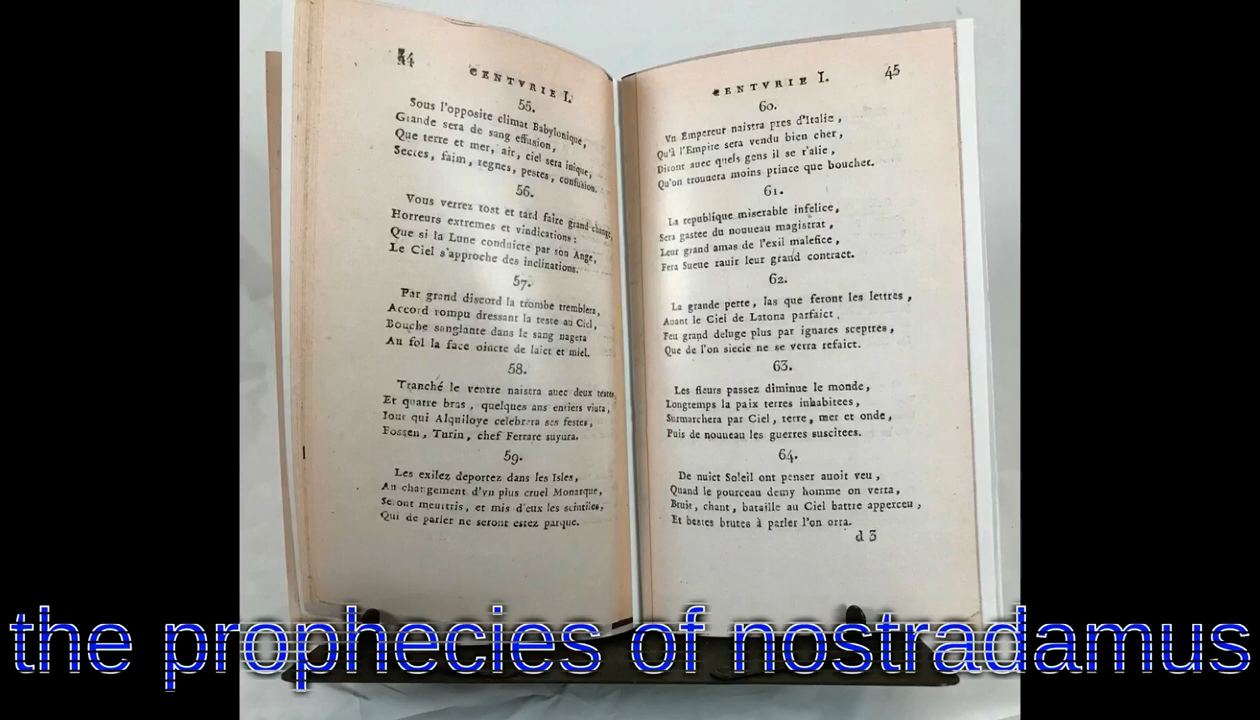 44
CENTVRIE I.
55.
Sous l'opposite climat Babylonique,
Grande sera de sang effusion,
Que terre et mer, air, ciel sera inique,
Sectes, faim, regnes, pestes, confusion.
56.
Vous verrez tost et tard faire grand change,
Horreurs extremes et vindications :
Que si la Lune conduicte par son Ange,
Le Ciel s'approche des inclinations.
57.
Par grand discord la trombe tremblera,
Accord rompu dressant la teste au Ciel,
Bouche sanglante dans le sang nagera
Au fol la face oincte de laict et miel.
58.
Tranché le ventre naistra avec deux testes,
Et quatre bras, quelques ans entiers viura,
Iour qui Alquiloye celebrera ses festes,
Fossen, Turin, chef Ferrare suyura.
59.
Les exilez deportez dans les Isles,
Au changement d'vn plus cruel Monarque,
Seront meurtris, et mis d'eux les scintiles,
Qui de parler ne seront estez parque.
CENTVRIE I.
45
60.
Vn Empereur naistra pres d'Italie,
Qu'à l'Empire sera vendu bien cher,
Diront auec quels gens il se r'alie,
Qu'on trouuera moins prince que boucher.
61.
La republique miserable infelice,
Sera gastee du nouueau magistrat,
Leur grand amas de l'exil malefice,
Fera Sueue rauir leur grand contract.
62.
La grande perte, las que feront les lettres,
Auant le Ciel de Latona parfaict,
Feu grand deluge plus par ignares sceptres,
Que de l'on siecle ne se verra refaict.
63.
Les fleurs passez diminue le monde,
Longtemps la paix terres inhabitees,
Surmarchera par Ciel, terre, mer et onde,
Puis de nouueau les guerres suscitees.
64.
De nuict Soleil ont penser auoit veu,
Quand le pourceau demy homme on verra,
Bruit, chant, bataille au Ciel battre apperceu,
Et bestes brutes à parler l'on orra.
d 3
the prophecies of nostradamus